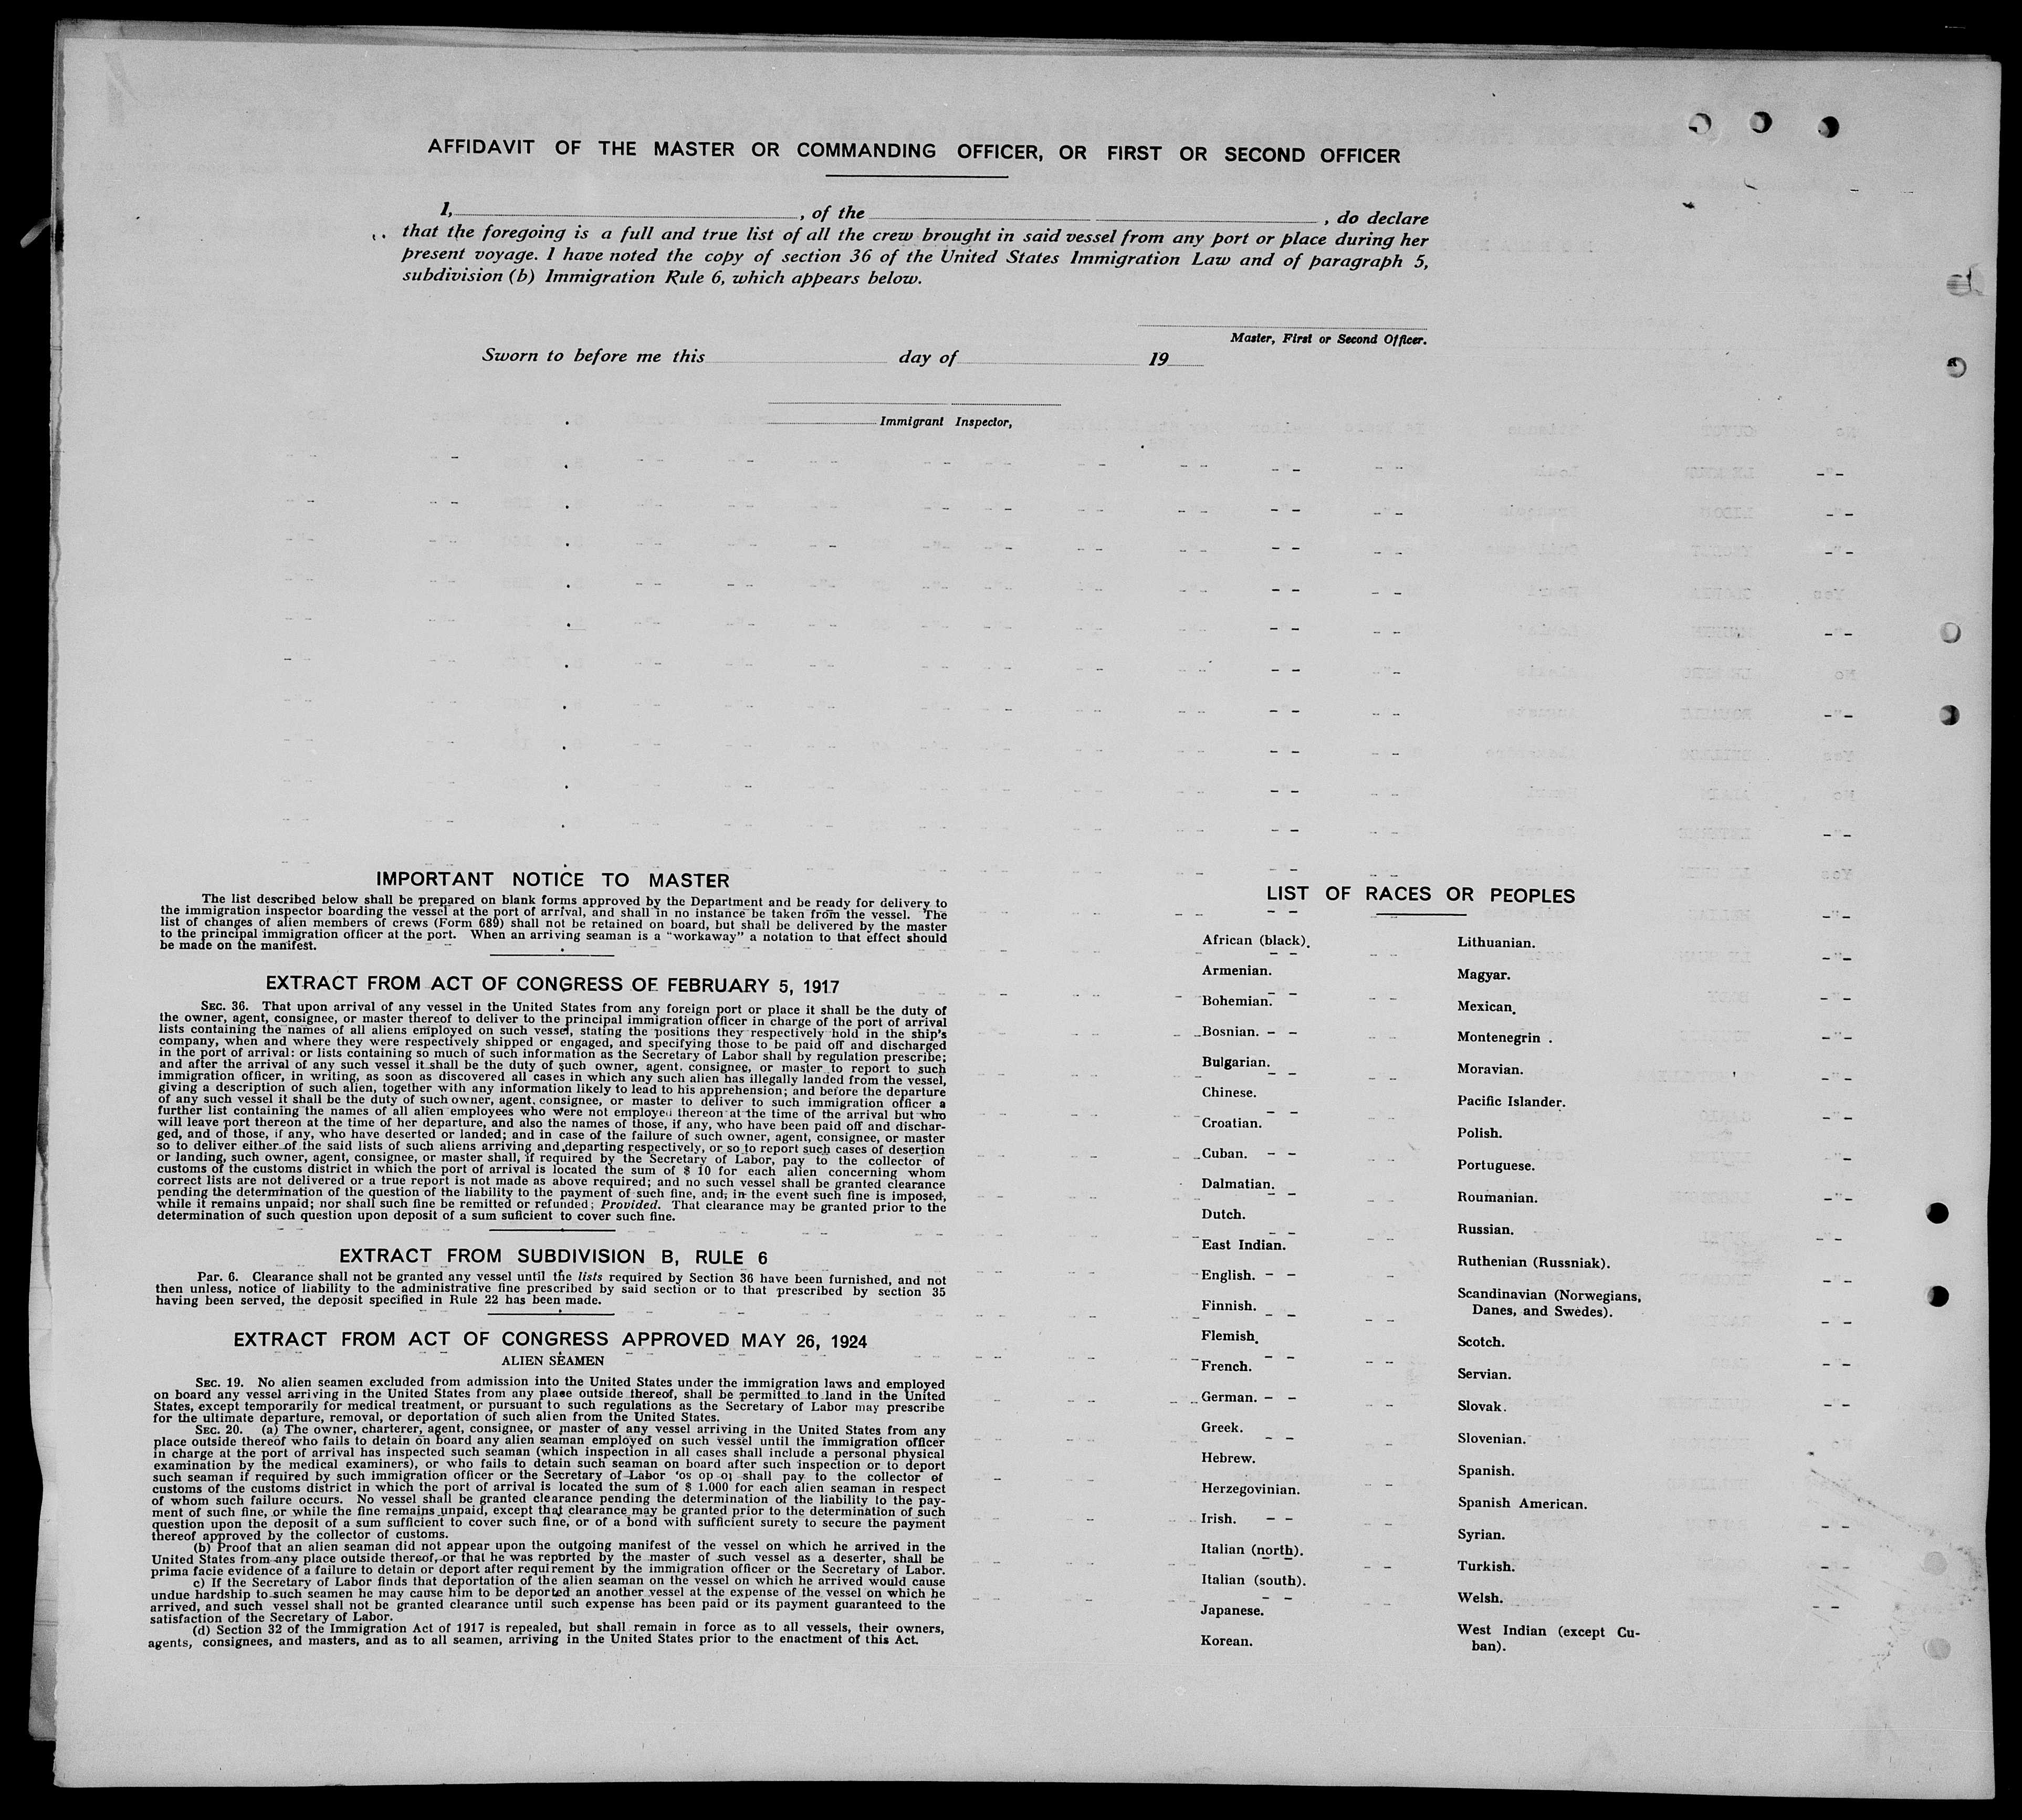 AFFIDAVIT OF THE MASTER OR COMMANDING OFFICER, OR FIRST OR SECOND OFFICER
I, , of the , do declare
that the foregoing is a full and true list of all the crew brought in said vessel from any port or place during her
present voyage. I have noted the copy of section 36 of the United States Immigration Law and of paragraph 5,
subdivision (b) Immigration Rule 6, which appears below.
Master, First or Second Officer.
Sworn to before me this day of 19
Immigrant Inspector,
IMPORTANT NOTICE TO MASTER
The list described below shall be prepared on blank forms approved by the Department and be ready for delivery to
the immigration inspector boarding the vessel at the port of arrival, and shall in no instance be taken from the vessel. The
list of changes of alien members of crews (Form 689) shall not be retained on board, but shall be delivered by the master
to the principal immigration officer at the port. When an arriving seaman is a "workaway" a notation to that effect should
be made on the manifest.
EXTRACT FROM ACT OF CONGRESS OF FEBRUARY 5, 1917
SEC. 36. That upon arrival of any vessel in the United States from any foreign port or place it shall be the duty of
the owner, agent, consignee, or master thereof to deliver to the principal immigration officer in charge of the port of arrival
lists containing the names of all aliens employed on such vessel, stating the positions they respectively hold in the ship's
company, when and where they were respectively shipped or engaged, and specifying those to be paid off and discharged
in the port of arrival: or lists containing so much of such information as the Secretary of Labor shall by regulation prescribe;
and after the arrival of any such vessel it shall be the duty of such owner, agent, consignee, or master to report to such
immigration officer, in writing, as soon as discovered all cases in which any such alien has illegally landed from the vessel,
giving a description of such alien, together with any information likely to lead to his apprehension; and before the departure
of any such vessel it shall be the duty of such owner, agent, consignee, or master to deliver to such immigration officer a
further list containing the names of all alien employees who were not employed thereon at the time of the arrival but who
will leave port thereon at the time of her departure, and also the names of those, if any, who have been paid off and dischar-
ged, and of those, if any, who have deserted or landed; and in case of the failure of such owner, agent, consignee, or master
so to deliver either of the said lists of such aliens arriving and departing respectively, or so to report such cases of desertion
or landing, such owner, agent, consignee, or master shall, if required by the Secretary of Labor, pay to the collector of
customs of the customs district in which the port of arrival is located the sum of $ 10 for each alien concerning whom
correct lists are not delivered or a true report is not made as above required; and no such vessel shall be granted clearance
pending the determination of the question of the liability to the payment of such fine, and, in the event such fine is imposed,
while it remains unpaid; nor shall such fine be remitted or refunded; Provided. That clearance may be granted prior to the
determination of such question upon deposit of a sum suficient to cover such fine.
EXTRACT FROM SUBDIVISION B, RULE 6
Par. 6. Clearance shall not be granted any vessel until the lists required by Section 36 have been furnished, and not
then unless, notice of liability to the administrative fine prescribed by said section or to that prescribed by section 35
having been served, the deposit specified in Rule 22 has been made.
EXTRACT FROM ACT OF CONGRESS APPROVED MAY 26, 1924
ALIEN SEAMEN
SEC. 19. No alien seamen excluded from admission into the United States under the immigration laws and employed
on board any vessel arriving in the United States from any place outside thereof, shall be permitted to land in the United
States, except temporarily for medical treatment, or pursuant to such regulations as the Secretary of Labor may prescribe
for the ultimate departure, removal, or deportation of such alien from the United States.
SEC. 20. (a) The owner, charterer, agent, consignee, or master of any vessel arriving in the United States from any
place outside thereof who fails to detain on board any alien seaman employed on such vessel until the immigration officer
in charge at the port of arrival has inspected such seaman (which inspection in all cases shall include a personal physical
examination by the medical examiners), or who fails to detain such seaman on board after such inspection or to deport
such seaman if required by such immigration officer or the Secretary of Labor 'os op oj shall pay to the collector of
customs of the customs district in which the port of arrival is located the sum of $ 1.000 for each alien seaman in respect
of whom such failure occurs. No vessel shall be granted clearance pending the determination of the liability to the pay-
ment of such fine, or while the fine remains unpaid, except that clearance may be granted prior to the determination of such
question upon the deposit of a sum sufficient to cover such fine, or of a bond with sufficient surety to secure the payment
thereof approved by the collector of customs.
(b) Proof that an alien seaman did not appear upon the outgoing manifest of the vessel on which he arrived in the
United States from any place outside thereof, or that he was reported by the master of such vessel as a deserter, shall be
prima facie evidence of a failure to detain or deport after requirement by the immigration officer or the Secretary of Labor.
c) If the Secretary of Labor finds that deportation of the alien seaman on the vessel on which he arrived would cause
undue hardship to such seamen he may cause him to be deported an another vessel at the expense of the vessel on which he
arrived, and such vessel shall not be granted clearance until such expense has been paid or its payment guaranteed to the
satisfaction of the Secretary of Labor.
(d) Section 32 of the Immigration Act of 1917 is repealed, but shall remain in force as to all vessels, their owners,
agents, consignees, and masters, and as to all seamen, arriving in the United States prior to the enactment of this Act.
LIST OF RACES OR PEOPLES
African (black).
Armenian.
Bohemian.
Bosnian.
Bulgarian.
Chinese.
Croatian.
Cuban.
Dalmatian.
Dutch.
East Indian.
English.
Finnish.
Flemish.
French.
German.
Greek.
Hebrew.
Herzegovinian.
Irish.
Italian (north).
Italian (south).
Japanese.
Korean.
Lithuanian.
Magyar.
Mexican.
Montenegrin .
Moravian.
Pacific Islander.
Polish.
Portuguese.
Roumanian.
Russian.
Ruthenian (Russniak).
Scandinavian (Norwegians,
Danes, and Swedes).
Scotch.
Servian.
Slovak.
Slovenian.
Spanish.
Spanish American.
Syrian.
Turkish.
Welsh.
West Indian (except Cu-
ban).